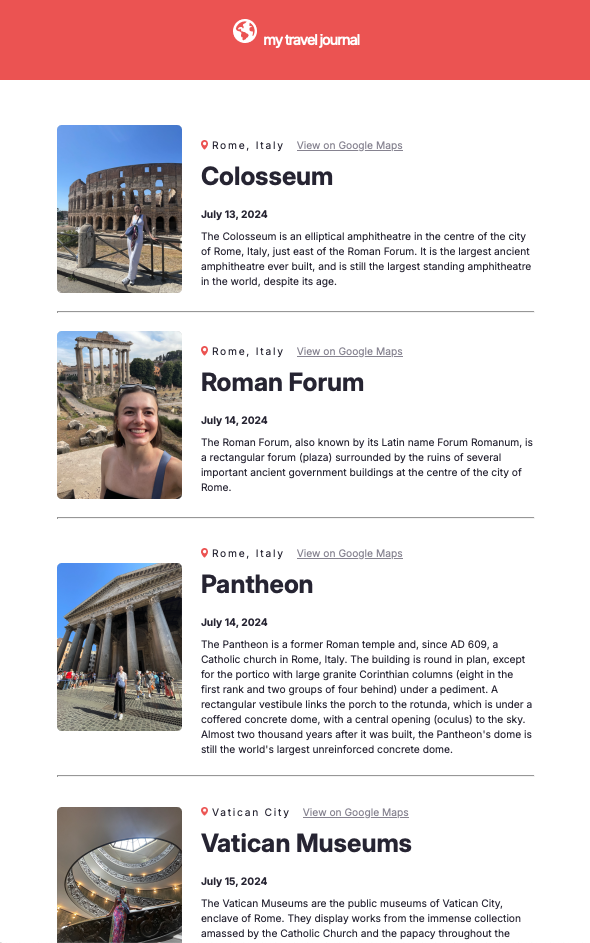 my travel journal
Rome, Italy View on Google Maps
Colosseum
July 13, 2024
The Colosseum is an elliptical amphitheatre in the centre of the city
of Rome, Italy, just east of the Roman Forum. It is the largest ancient
amphitheatre ever built, and is still the largest standing amphitheatre
in the world, despite its age.
Rome, Italy View on Google Maps
Roman Forum
July 14, 2024
The Roman Forum, also known by its Latin name Forum Romanum, is
a rectangular forum (plaza) surrounded by the ruins of several
important ancient government buildings at the centre of the city of
Rome.
Rome, Italy View on Google Maps
Pantheon
July 14, 2024
The Pantheon is a former Roman temple and, since AD 609, a
Catholic church in Rome, Italy. The building is round in plan, except
for the portico with large granite Corinthian columns (eight in the
first rank and two groups of four behind) under a pediment. A
rectangular vestibule links the porch to the rotunda, which is under a
coffered concrete dome, with a central opening (oculus) to the sky.
Almost two thousand years after it was built, the Pantheon's dome is
still the world's largest unreinforced concrete dome.
Vatican City View on Google Maps
Vatican Museums
July 15, 2024
The Vatican Museums are the public museums of Vatican City,
enclave of Rome. They display works from the immense collection
amassed by the Catholic Church and the papacy throughout the